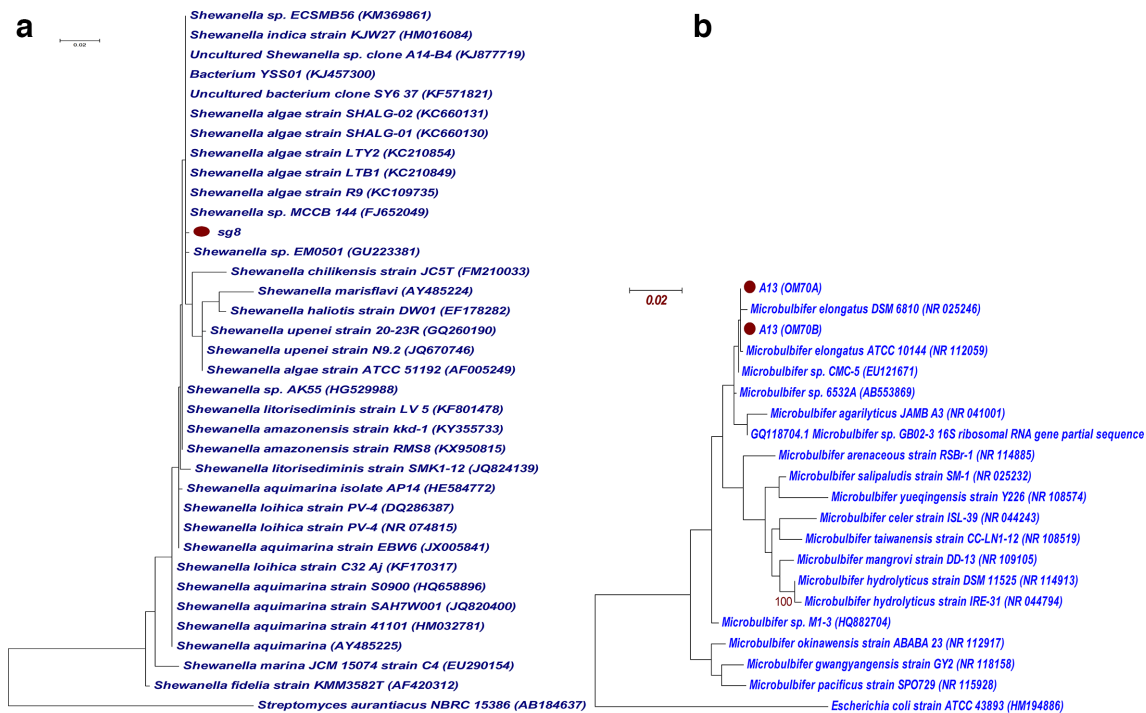 a
0.02
Shewanella sp. ECSMB56 (KM369861)
Shewanella indica strain KJW27 (HM016084)
Uncultured Shewanella sp. clone A14-B4 (KJ877719)
Bacterium YSS01 (KJ457300)
Uncultured bacterium clone SY6 37 (KF571821)
Shewanella algae strain SHALG-02 (KC660131)
Shewanella algae strain SHALG-01 (KC660130)
Shewanella algae strain LTY2 (KC210854)
Shewanella algae strain LTB1 (KC210849)
Shewanella algae strain R9 (KC109735)
Shewanella sp. MCCB 144 (FJ652049)
sg8
Shewanella sp. EM0501 (GU223381)
Shewanella chilikensis strain JC5T (FM210033)
Shewanella marisflavi (AY485224)
Shewanella haliotis strain DW01 (EF178282)
Shewanella upenei strain 20-23R (GQ260190)
Shewanella upenei strain N9.2 (JQ670746)
Shewanella algae strain ATCC 51192 (AF005249)
Shewanella sp. AK55 (HG529988)
Shewanella litorisediminis strain LV 5 (KF801478)
Shewanella amazonensis strain kkd-1 (KY355733)
Shewanella amazonensis strain RMS8 (KX950815)
Shewanella litorisediminis strain SMK1-12 (JQ824139)
Shewanella aquimarina isolate AP14 (HE584772)
Shewanella loihica strain PV-4 (DQ286387)
Shewanella loihica strain PV-4 (NR 074815)
Shewanella aquimarina strain EBW6 (JX005841)
Shewanella loihica strain C32 Aj (KF170317)
Shewanella aquimarina strain S0900 (HQ658896)
Shewanella aquimarina strain SAH7W001 (JQ820400)
Shewanella aquimarina strain 41101 (HM032781)
Shewanella aquimarina (AY485225)
Shewanella marina JCM 15074 strain C4 (EU290154)
Shewanella fidelia strain KMM3582T (AF420312)
Streptomyces aurantiacus NBRC 15386 (AB184637)
b
0.02
A13 (OM70A)
Microbulbifer elongatus DSM 6810 (NR 025246)
A13 (OM70B)
Microbulbifer elongatus ATCC 10144 (NR 112059)
Microbulbifer sp. CMC-5 (EU121671)
Microbulbifer sp. 6532A (AB553869)
Microbulbifer agarilyticus JAMB A3 (NR 041001)
GQ118704.1 Microbulbifer sp. GB02-3 16S ribosomal RNA gene partial sequence
Microbulbifer arenaceous strain RSBr-1 (NR 114885)
Microbulbifer salipaludis strain SM-1 (NR 025232)
Microbulbifer yueqingensis strain Y226 (NR 108574)
Microbulbifer celer strain ISL-39 (NR 044243)
Microbulbifer taiwanensis strain CC-LN1-12 (NR 108519)
Microbulbifer mangrovi strain DD-13 (NR 109105)
Microbulbifer hydrolyticus strain DSM 11525 (NR 114913)
100
Microbulbifer hydrolyticus strain IRE-31 (NR 044794)
Microbulbifer sp. M1-3 (HQ882704)
Microbulbifer okinawensis strain ABABA 23 (NR 112917)
Microbulbifer gwangyangensis strain GY2 (NR 118158)
Microbulbifer pacificus strain SPO729 (NR 115928)
Escherichia coli strain ATCC 43893 (HM194886)